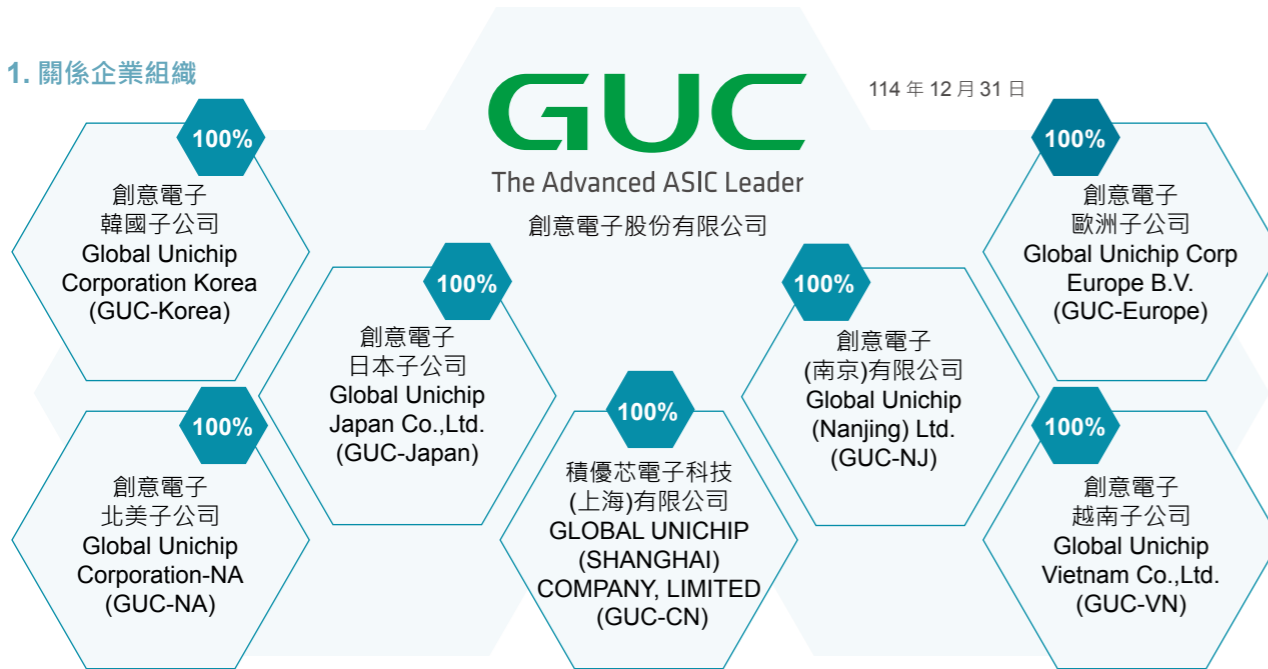 1. 關係企業組織
GUC
The Advanced ASIC Leader
創意電子股份有限公司
114 年 12 月 31 日
100%
創意電子
韓國子公司
Global Unichip
Corporation Korea
(GUC-Korea)
100%
創意電子
北美子公司
Global Unichip
Corporation-NA
(GUC-NA)
100%
創意電子
日本子公司
Global Unichip
Japan Co.,Ltd.
(GUC-Japan)
100%
積優芯電子科技
(上海)有限公司
GLOBAL UNICHIP
(SHANGHAI)
COMPANY, LIMITED
(GUC-CN)
100%
創意電子
(南京)有限公司
Global Unichip
(Nanjing) Ltd.
(GUC-NJ)
100%
創意電子
歐洲子公司
Global Unichip Corp
Europe B.V.
(GUC-Europe)
100%
創意電子
越南子公司
Global Unichip
Vietnam Co.,Ltd.
(GUC-VN)